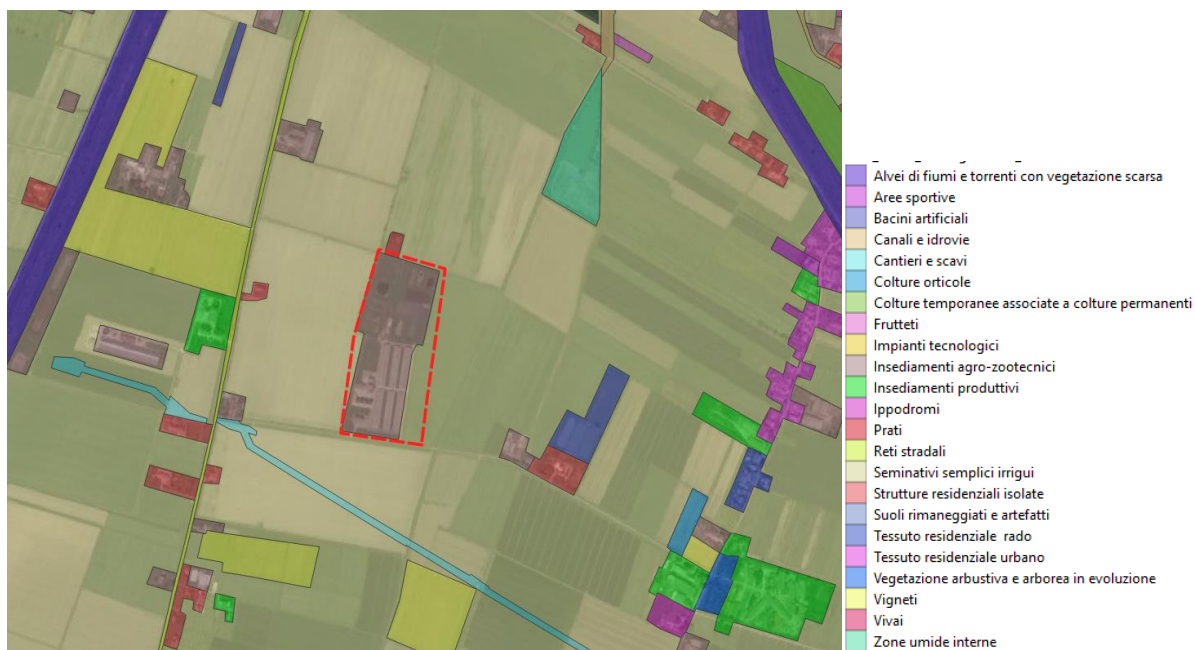 Alvei di fiumi e torrenti con vegetazione scarsa
Aree sportive
Bacini artificiali
Canali e idrovie
Cantieri e scavi
Colture orticole
Colture temporanee associate a colture permanenti
Frutteti
Impianti tecnologici
Insediamenti agro-zootecnici
Insediamenti produttivi
Ippodromi
Prati
Reti stradali
Seminativi semplici irrigui
Strutture residenziali isolate
Suoli rimaneggiati e artefatti
Tessuto residenziale  rado
Tessuto residenziale urbano
Vegetazione arbustiva e arborea in evoluzione
Vigneti
Vivai
Zone umide interne